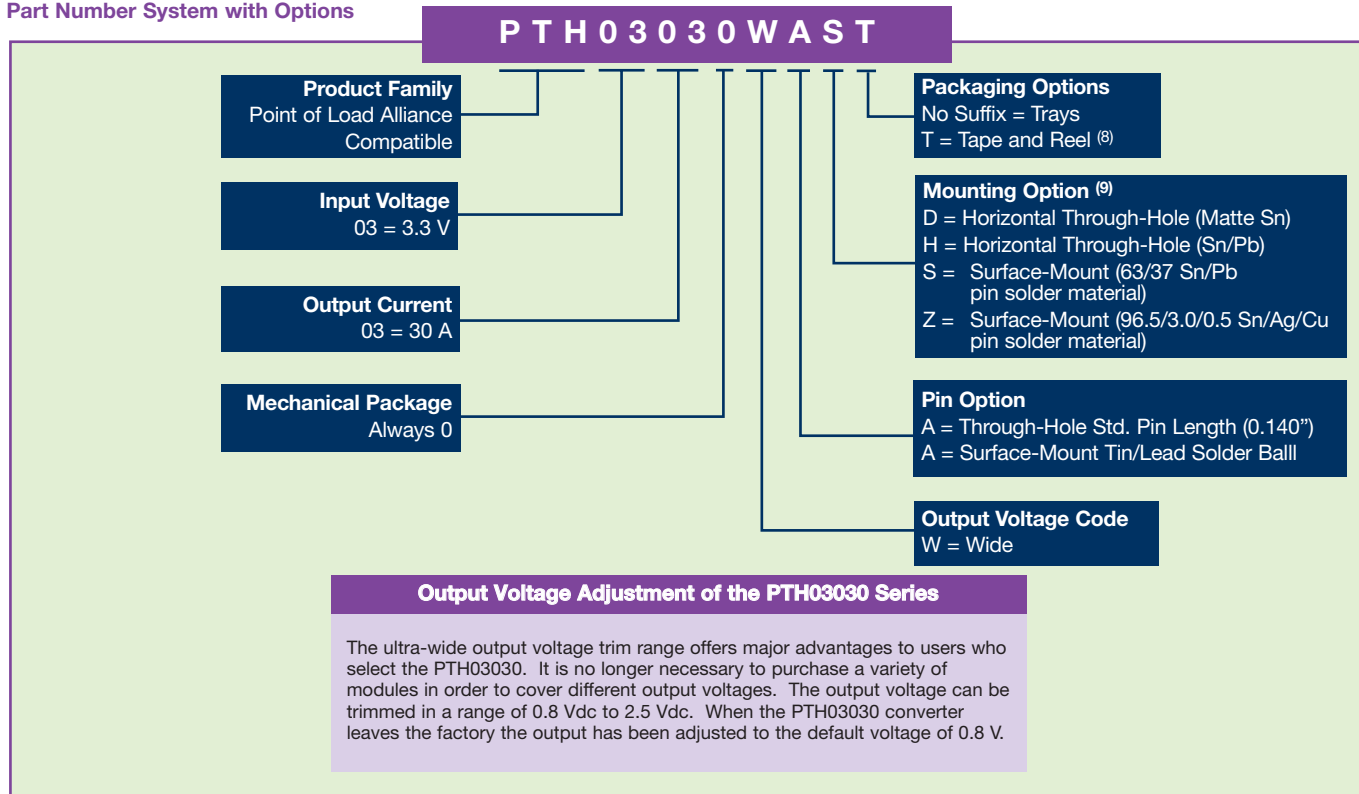 Part Number System with Options
PTH03030WAST
Product Family
Point of Load Alliance
Compatible
Input Voltage
03 = 3.3 V
Output Current
03 = 30 A
Mechanical Package
Always 0
Packaging Options
No Suffix = Trays
T = Tape and Reel (8)
Mounting Option (9)
D = Horizontal Through-Hole (Matte Sn)
H = Horizontal Through-Hole (Sn/Pb)
S = Surface-Mount (63/37 Sn/Pb
pin solder material)
Z = Surface-Mount (96.5/3.0/0.5 Sn/Ag/Cu
pin solder material)
Pin Option
A = Through-Hole Std. Pin Length (0.140”)
A = Surface-Mount Tin/Lead Solder Balll
Output Voltage Code
W = Wide
Output Voltage Adjustment of the PTH03030 Series
The ultra-wide output voltage trim range offers major advantages to users who
select the PTH03030. It is no longer necessary to purchase a variety of
modules in order to cover different output voltages. The output voltage can be
trimmed in a range of 0.8 Vdc to 2.5 Vdc. When the PTH03030 converter
leaves the factory the output has been adjusted to the default voltage of 0.8 V.